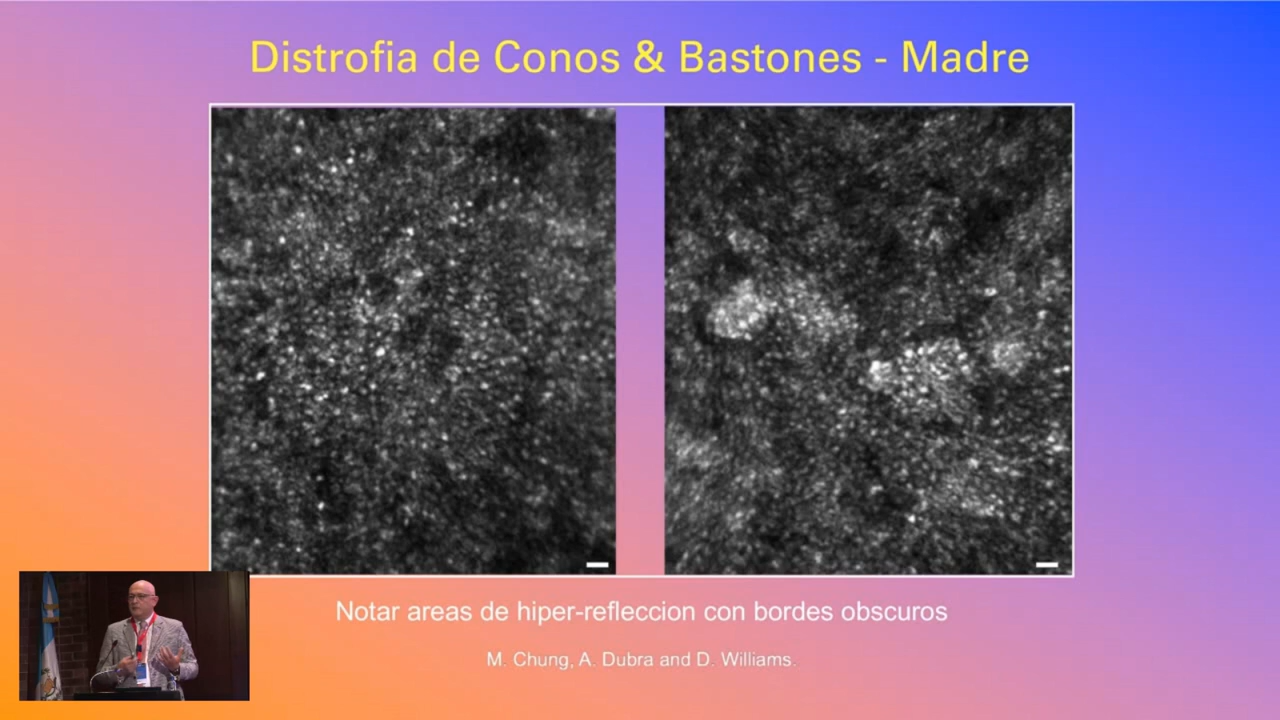 Distrofia de Conos & Bastones - Madre
Notar areas de hiper-refleccion con bordes obscuros
M. Chung, A. Dubra and D. Williams.